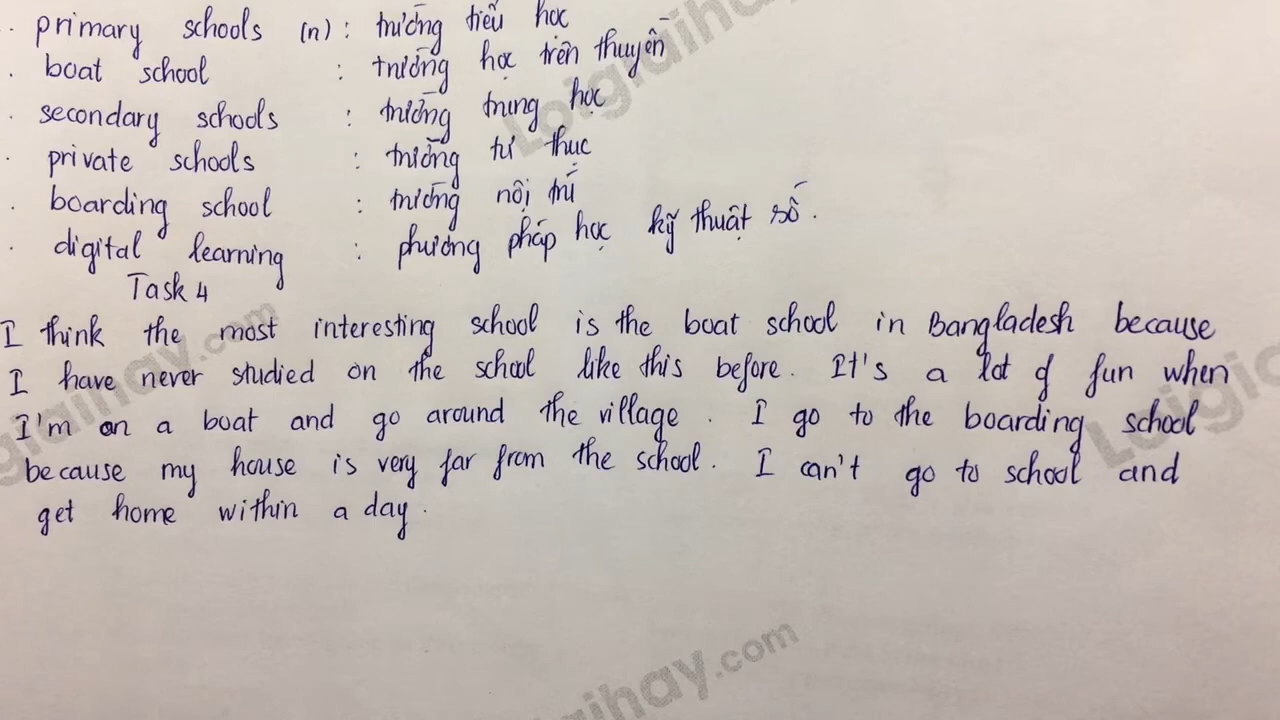 . primary schools (n) : trường tiểu học
. boat school : trường học trên thuyền
. secondary schools : trường trung học
. private schools : trường tư thục
. boarding school : trường nội trú
. digital learning : phương pháp học kỹ thuật số.
Task 4
I think the most interesting school is the boat school in Bangladesh because
I have never studied on the school like this before. It's a lot of fun when
I'm on a boat and go around the village. I go to the boarding school
because my house is very far from the school. I can't go to school and
get home within a day.
Loigiaihay.com